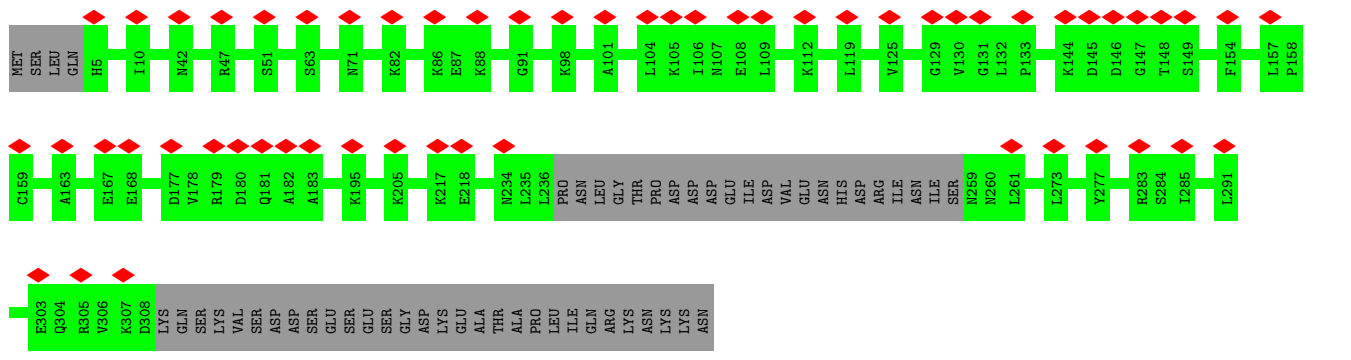 MET SER LEU GLN H5 I10 N42 R47 S51 S63 N71 K82 K86 E87 K88 G91 K98 A101 L104 K105 I106 N107 E108 L109 K112 L119 V125 G129 V130 G131 L132 P133 K144 D145 D146 G147 T148 S149 F154 L157 P158
C159 A163 E167 E168 D177 V178 R179 D180 Q181 A182 A183 K195 K205 K217 E218 N234 L235 L236 PRO ASN LEU GLY THR PRO ASP ASP ASP GLU ILE ASP VAL GLU ASN HIS ASP ARG ILE ASN ILE SER N259 N260 L261 L273 Y277 R283 S284 I285 L291
E303 Q304 R305 V306 K307 D308 LYS GLN SER LYS VAL SER ASP ASP SER GLU SER GLU SER GLY ASP LYS GLU ALA THR ALA PRO LEU ILE GLN ARG LYS ASN LYS LYS ASN